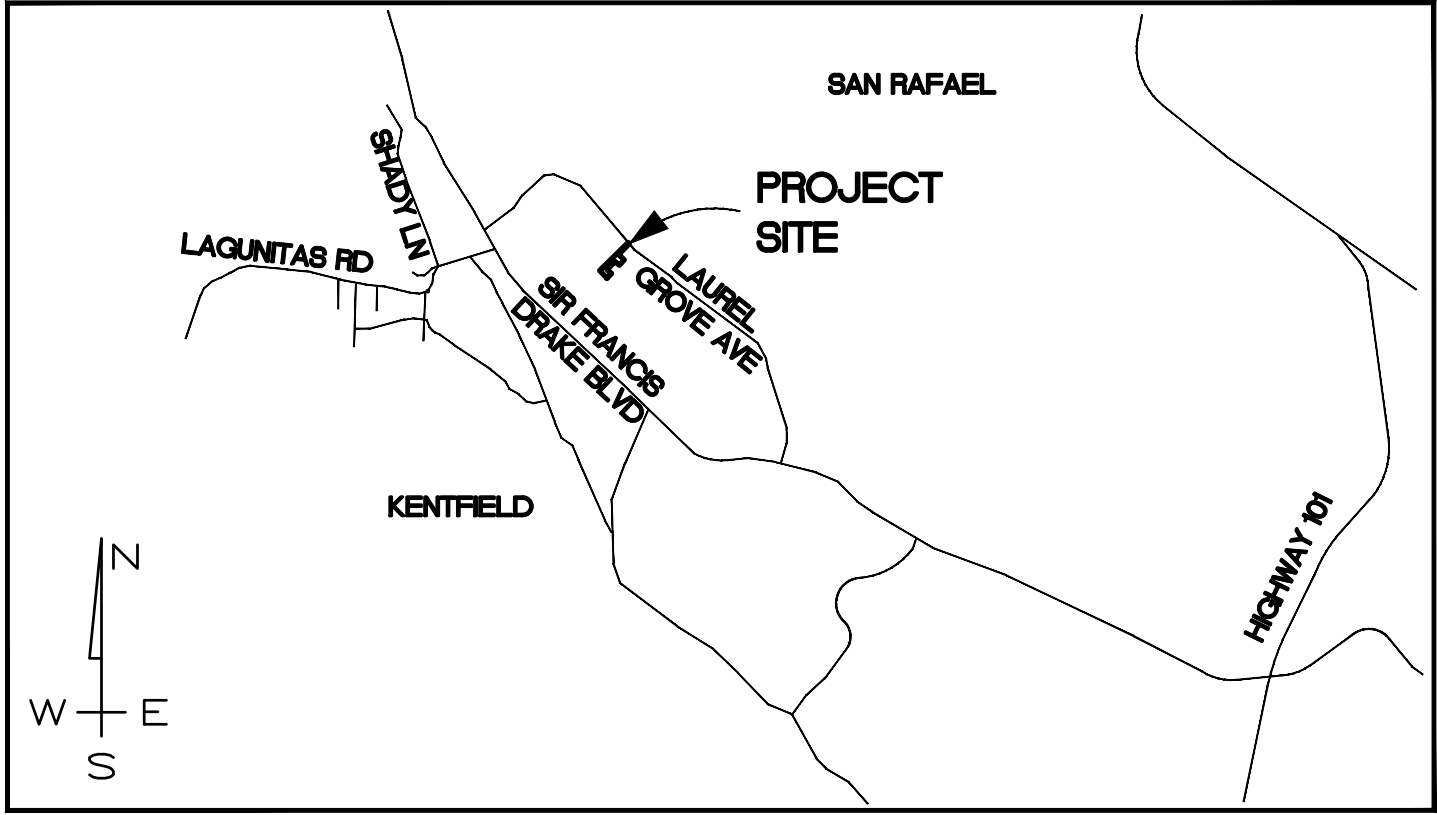 SAN RAFAEL
SHADY LN
PROJECT
SITE
LAGUNITAS RD
LAUREL
GROVE AVE
SIR FRANCIS
DRAKE BLVD
KENTFIELD
HIGHWAY 101
N
W E
S